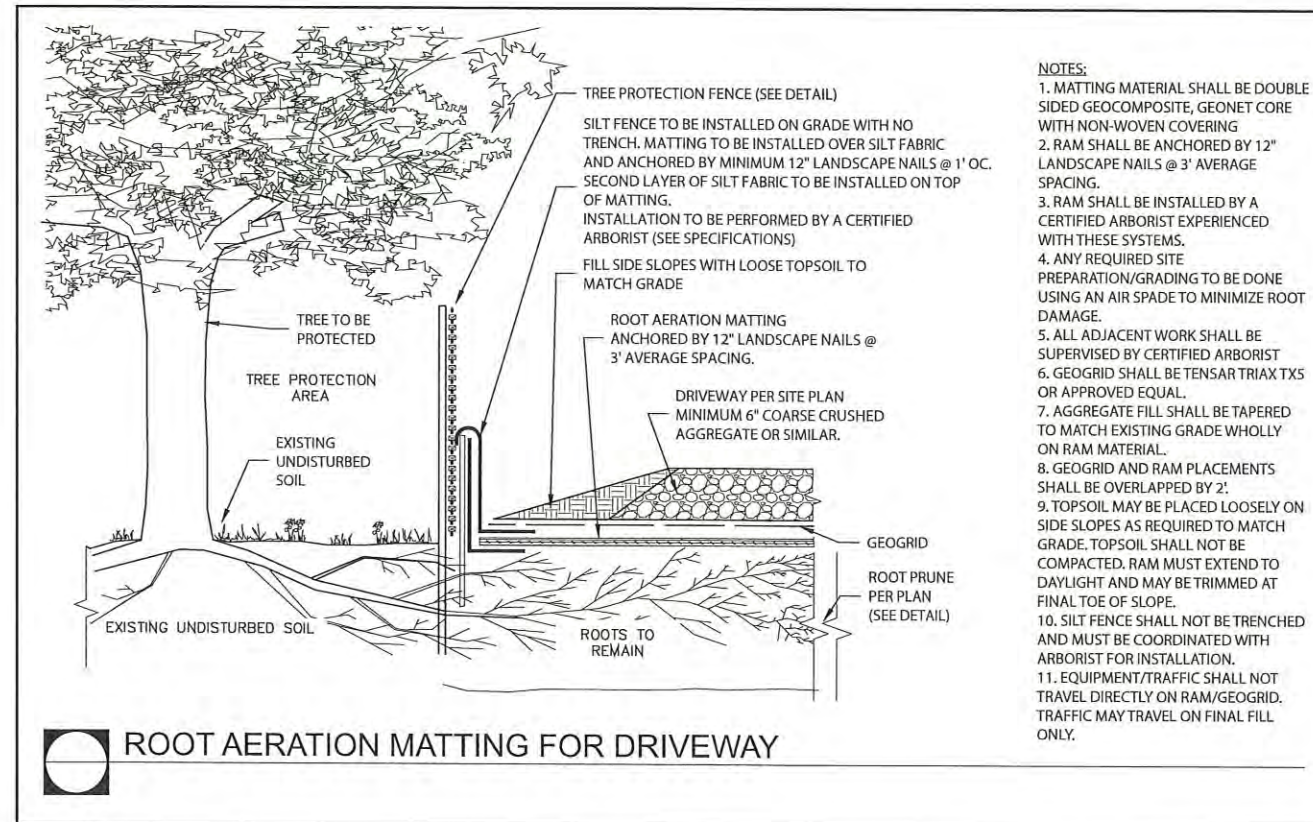 TREE PROTECTION FENCE (SEE DETAIL)
SILT FENCE TO BE INSTALLED ON GRADE WITH NO
TRENCH. MATTING TO BE INSTALLED OVER SILT FABRIC
AND ANCHORED BY MINIMUM 12" LANDSCAPE NAILS @ 1' OC.
SECOND LAYER OF SILT FABRIC TO BE INSTALLED ON TOP
OF MATTING.
INSTALLATION TO BE PERFORMED BY A CERTIFIED
ARBORIST (SEE SPECIFICATIONS)
FILL SIDE SLOPES WITH LOOSE TOPSOIL TO
MATCH GRADE
TREE TO BE
PROTECTED
ROOT AERATION MATTING
ANCHORED BY 12" LANDSCAPE NAILS @
3' AVERAGE SPACING.
TREE PROTECTION
AREA
DRIVEWAY PER SITE PLAN
MINIMUM 6" COARSE CRUSHED
AGGREGATE OR SIMILAR.
EXISTING
UNDISTURBED
SOIL
GEOGRID
ROOT PRUNE
PER PLAN
(SEE DETAIL)
EXISTING UNDISTURBED SOIL
ROOTS TO
REMAIN
ROOT AERATION MATTING FOR DRIVEWAY
NOTES:
1. MATTING MATERIAL SHALL BE DOUBLE
SIDED GEOCOMPOSITE, GEONET CORE
WITH NON-WOVEN COVERING
2. RAM SHALL BE ANCHORED BY 12"
LANDSCAPE NAILS @ 3' AVERAGE
SPACING.
3. RAM SHALL BE INSTALLED BY A
CERTIFIED ARBORIST EXPERIENCED
WITH THESE SYSTEMS.
4. ANY REQUIRED SITE
PREPARATION/GRADING TO BE DONE
USING AN AIR SPADE TO MINIMIZE ROOT
DAMAGE.
5. ALL ADJACENT WORK SHALL BE
SUPERVISED BY CERTIFIED ARBORIST
6. GEOGRID SHALL BE TENSAR TRIAX TX5
OR APPROVED EQUAL.
7. AGGREGATE FILL SHALL BE TAPERED
TO MATCH EXISTING GRADE WHOLLY
ON RAM MATERIAL.
8. GEOGRID AND RAM PLACEMENTS
SHALL BE OVERLAPPED BY 2'.
9. TOPSOIL MAY BE PLACED LOOSELY ON
SIDE SLOPES AS REQUIRED TO MATCH
GRADE. TOPSOIL SHALL NOT BE
COMPACTED. RAM MUST EXTEND TO
DAYLIGHT AND MAY BE TRIMMED AT
FINAL TOE OF SLOPE.
10. SILT FENCE SHALL NOT BE TRENCHED
AND MUST BE COORDINATED WITH
ARBORIST FOR INSTALLATION.
11. EQUIPMENT/TRAFFIC SHALL NOT
TRAVEL DIRECTLY ON RAM/GEOGRID.
TRAFFIC MAY TRAVEL ON FINAL FILL
ONLY.